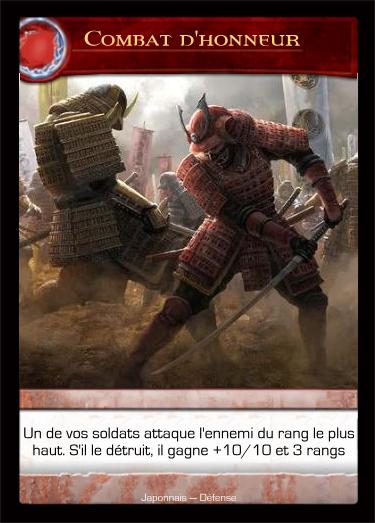 Combat d'honneur
Un de vos soldats attaque l'ennemi du rang le plus
haut. S'il le détruit, il gagne +10/10 et 3 rangs
Japonnais — Défense